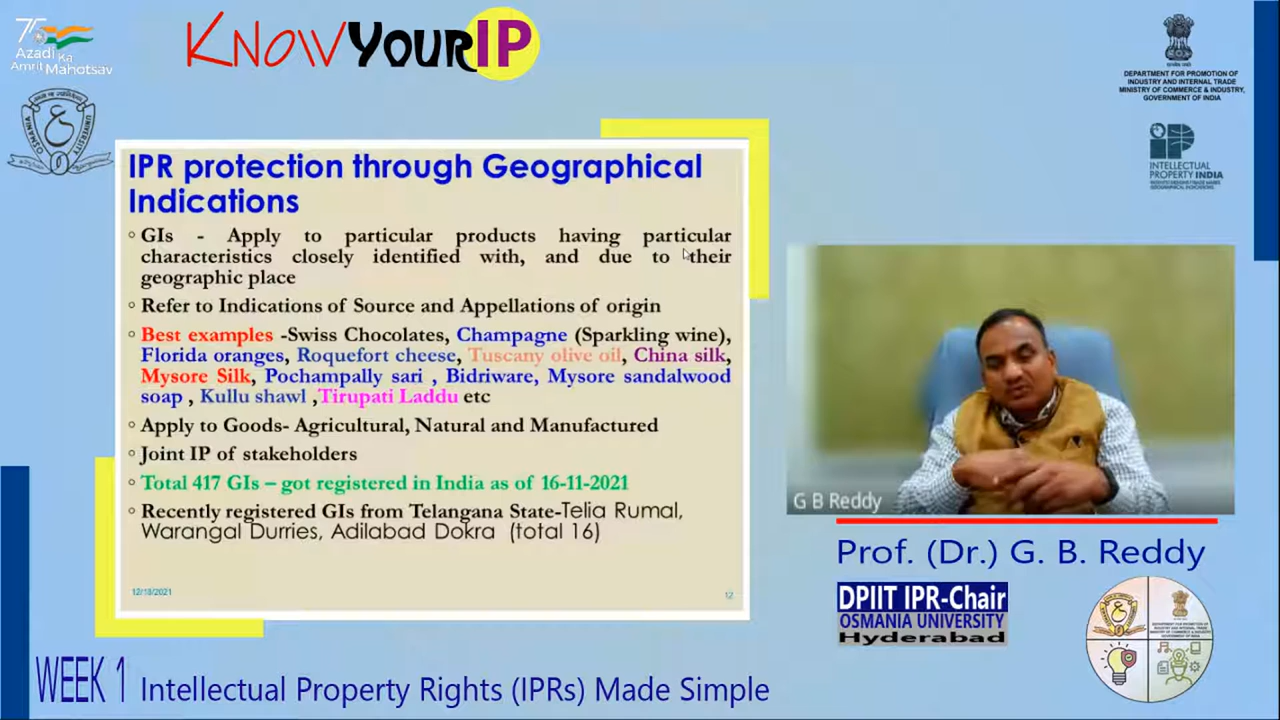 75
Azadi Ka
Amrit Mahotsav
KNOW YOUR IP
DEPARTMENT FOR PROMOTION OF
INDUSTRY AND INTERNAL TRADE
MINISTRY OF COMMERCE & INDUSTRY,
GOVERNMENT OF INDIA
OSMANIA UNIVERSITY
INTELLECTUAL
PROPERTY INDIA
IPR protection through Geographical
Indications
° GIs - Apply to particular products having particular
characteristics closely identified with, and due to their
geographic place
° Refer to Indications of Source and Appellations of origin
° Best examples -Swiss Chocolates, Champagne (Sparkling wine),
Florida oranges, Roquefort cheese, Tuscany olive oil, China silk,
Mysore Silk, Pochampally sari , Bidriware, Mysore sandalwood
soap , Kullu shawl ,Tirupati Laddu etc
° Apply to Goods- Agricultural, Natural and Manufactured
° Joint IP of stakeholders
° Total 417 GIs – got registered in India as of 16-11-2021
° Recently registered GIs from Telangana State-Telia Rumal,
Warangal Durries, Adilabad Dokra (total 16)
12/18/2021
12
G B Reddy
Prof. (Dr.) G. B. Reddy
DPIIT IPR-Chair
OSMANIA UNIVERSITY
Hyderabad
WEEK 1 Intellectual Property Rights (IPRs) Made Simple